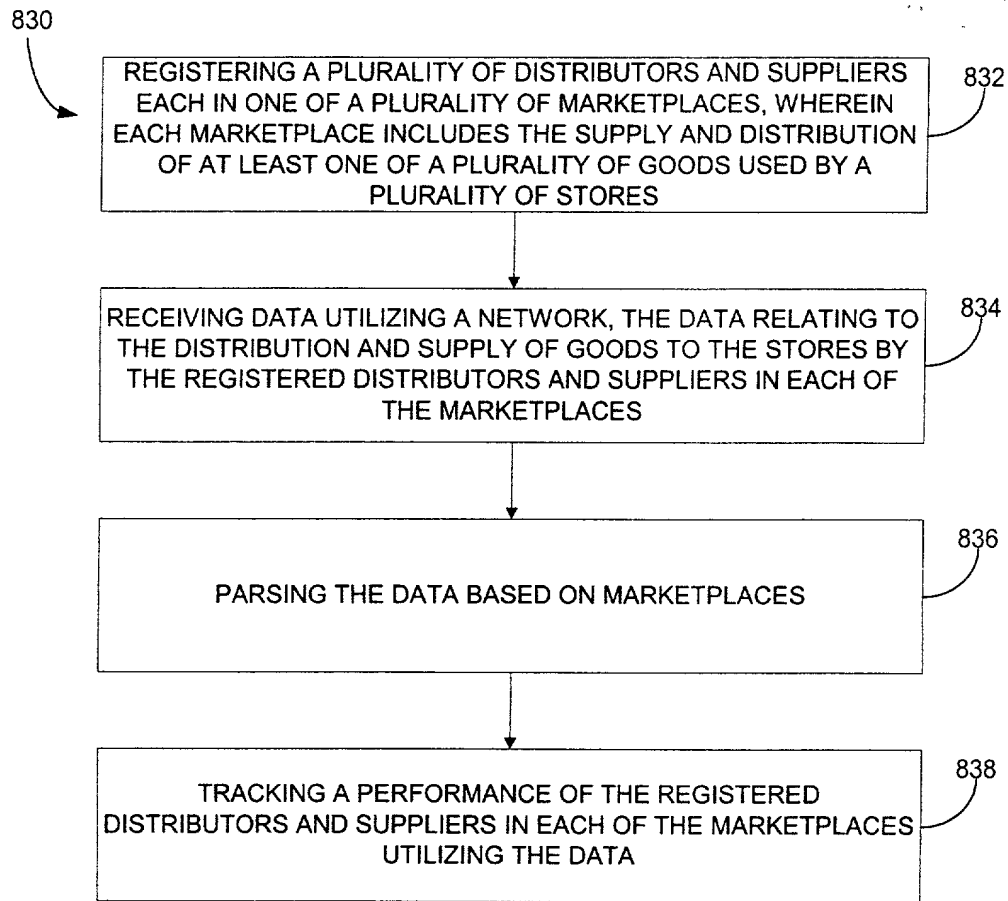 830
REGISTERING A PLURALITY OF DISTRIBUTORS AND SUPPLIERS
EACH IN ONE OF A PLURALITY OF MARKETPLACES, WHEREIN
EACH MARKETPLACE INCLUDES THE SUPPLY AND DISTRIBUTION
OF AT LEAST ONE OF A PLURALITY OF GOODS USED BY A
PLURALITY OF STORES
832
RECEIVING DATA UTILIZING A NETWORK, THE DATA RELATING TO
THE DISTRIBUTION AND SUPPLY OF GOODS TO THE STORES BY
THE REGISTERED DISTRIBUTORS AND SUPPLIERS IN EACH OF
THE MARKETPLACES
834
PARSING THE DATA BASED ON MARKETPLACES
836
TRACKING A PERFORMANCE OF THE REGISTERED
DISTRIBUTORS AND SUPPLIERS IN EACH OF THE MARKETPLACES
UTILIZING THE DATA
838